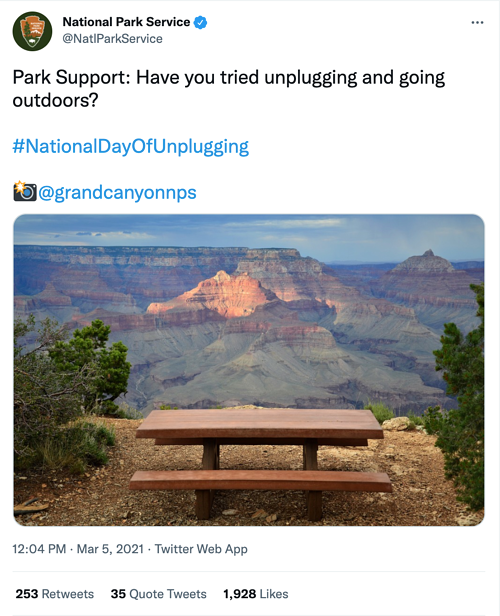 National Park Service
@NatlParkService
Park Support: Have you tried unplugging and going
outdoors?
#NationalDayOfUnplugging
📸@grandcanyonnps
12:04 PM · Mar 5, 2021 · Twitter Web App
253 Retweets 35 Quote Tweets 1,928 Likes